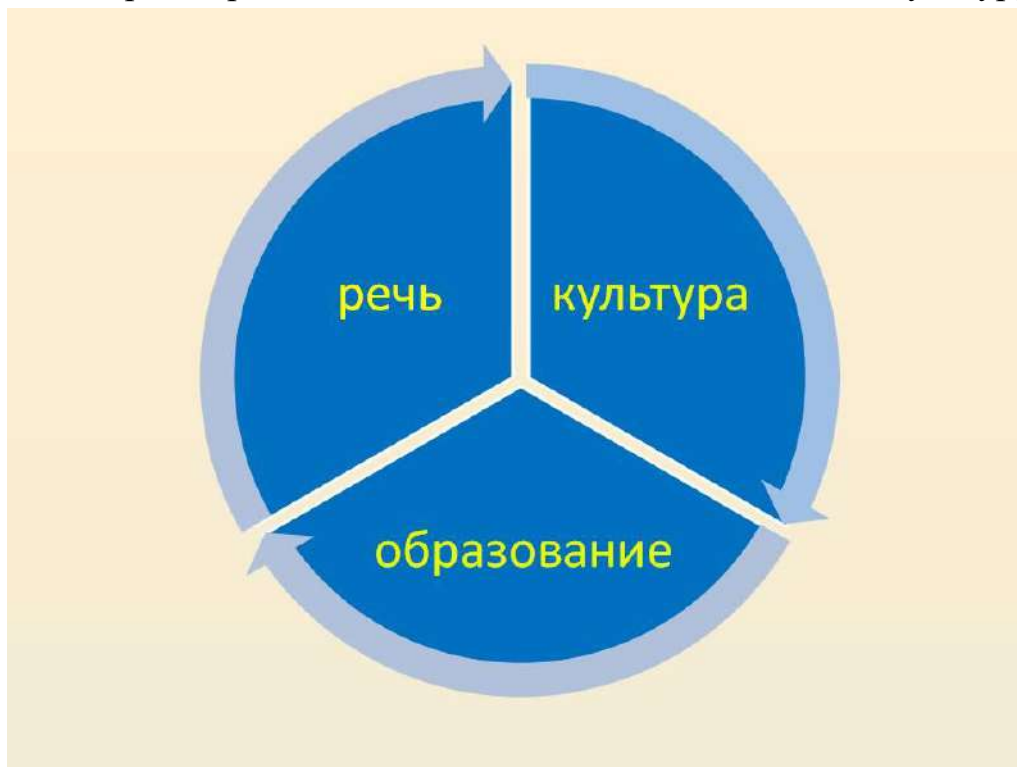 речь
культура
образование